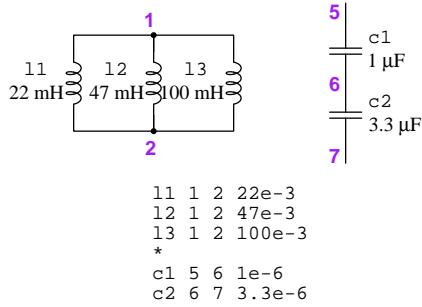 1
l1 l2 l3
22 mH 47 mH 100 mH
2
5
c1
1 µF
6
c2
3.3 µF
7
l1 1 2 22e-3
l2 1 2 47e-3
l3 1 2 100e-3
*
c1 5 6 1e-6
c2 6 7 3.3e-6